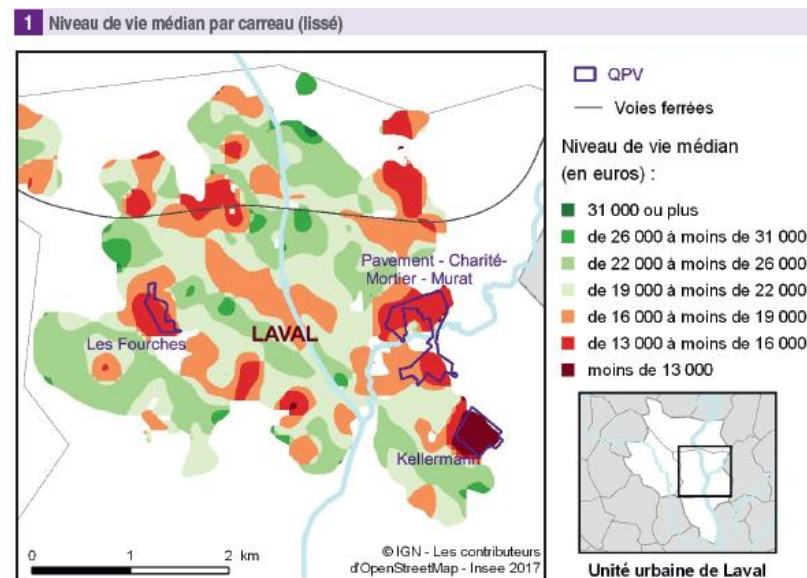 1 Niveau de vie médian par carreau (lissé)
QPV
Voies ferrées
Niveau de vie médian
(en euros) :
31 000 ou plus
de 26 000 à moins de 31 000
de 22 000 à moins de 26 000
de 19 000 à moins de 22 000
de 16 000 à moins de 19 000
de 13 000 à moins de 16 000
moins de 13 000
Pavement - Charité-
Mortier - Murat
Les Fourches
LAVAL
Kellermann
0 1 2 km
© IGN - Les contributeurs
d'OpenStreetMap - Insee 2017
Unité urbaine de Laval